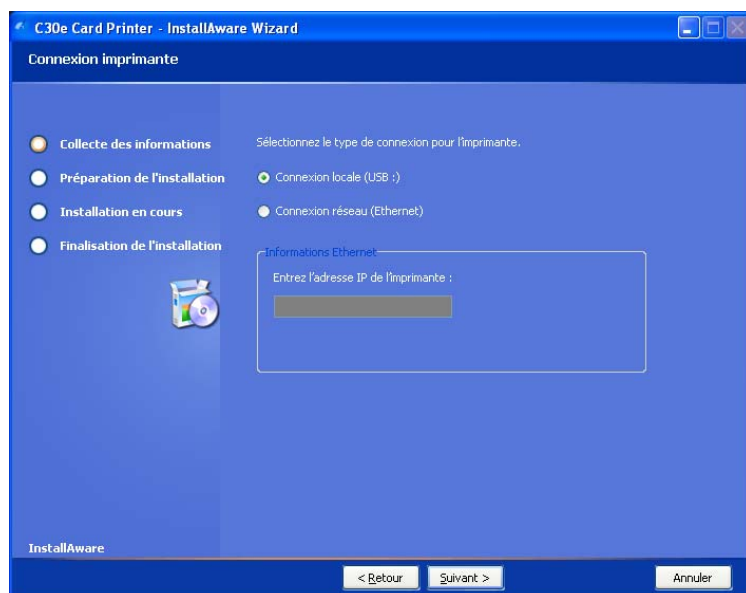 C30e Card Printer - InstallAware Wizard
Connexion imprimante
Collecte des informations
Préparation de l'installation
Installation en cours
Finalisation de l'installation
Sélectionnez le type de connexion pour l'imprimante.
Connexion locale (USB :)
Connexion réseau (Ethernet)
Informations Ethernet
Entrez l'adresse IP de l'imprimante :
InstallAware
< Retour
Suivant >
Annuler